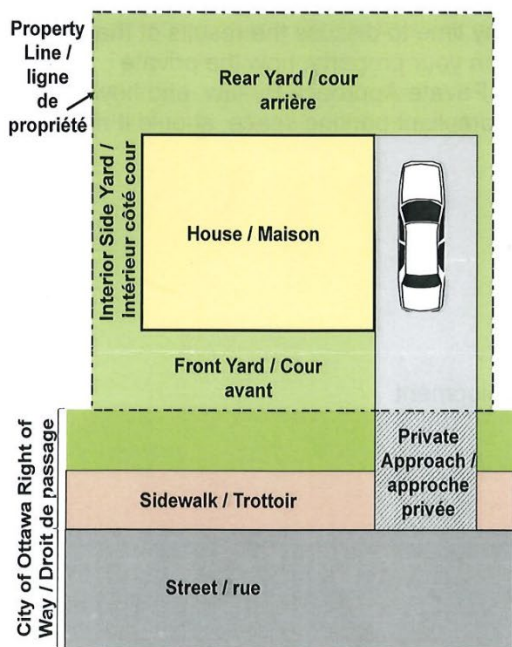 Property
Line /
ligne
de
propriété
Rear Yard / cour
arrière
Interior Side Yard /
Intérieur côté cour
House / Maison
Front Yard / Cour
avant
Private
Approach /
approche
privée
Sidewalk / Trottoir
Street / rue
City of Ottawa Right of
Way / Droit de passage